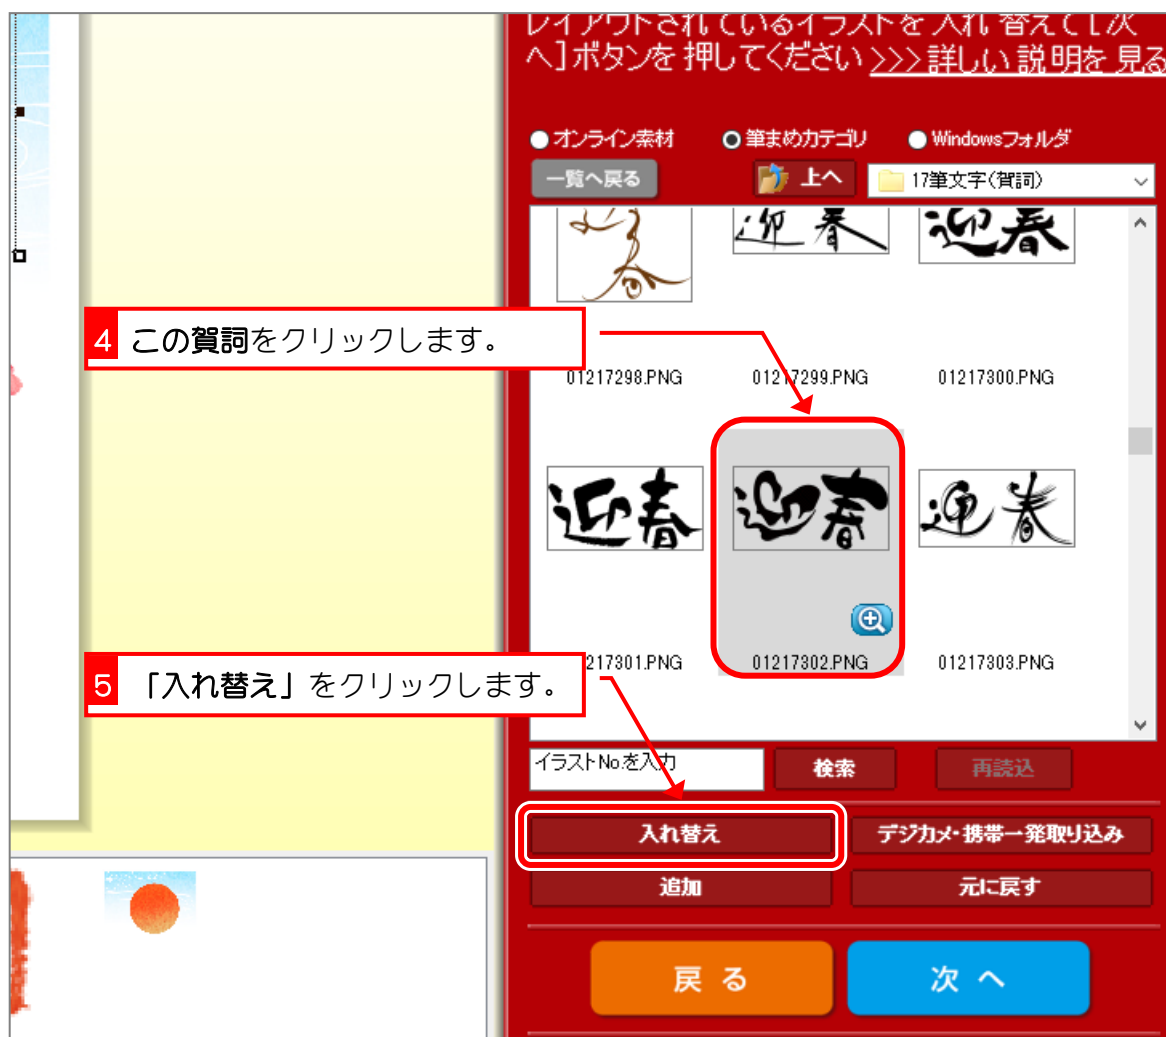 レイアウトされているイラストを 入れ 替えて [次
へ] ボタンを 押してください >>> 詳しい 説明を 見る
オンライン素材 筆まめカテゴリ Windowsフォルダ
一覧へ戻る 上へ 17筆文字(賀詞)
迎春 迎春 迎春
4 この賀詞をクリックします。
01217298.PNG 01217299.PNG 01217300.PNG
迎春 迎春 迎春
217301.PNG 01217302.PNG 01217303.PNG
5 「入れ替え」をクリックします。
イラストNo.を入力 検索 再読込
入れ替え デジカメ・携帯一発取り込み
追加 元に戻す
戻る 次へ